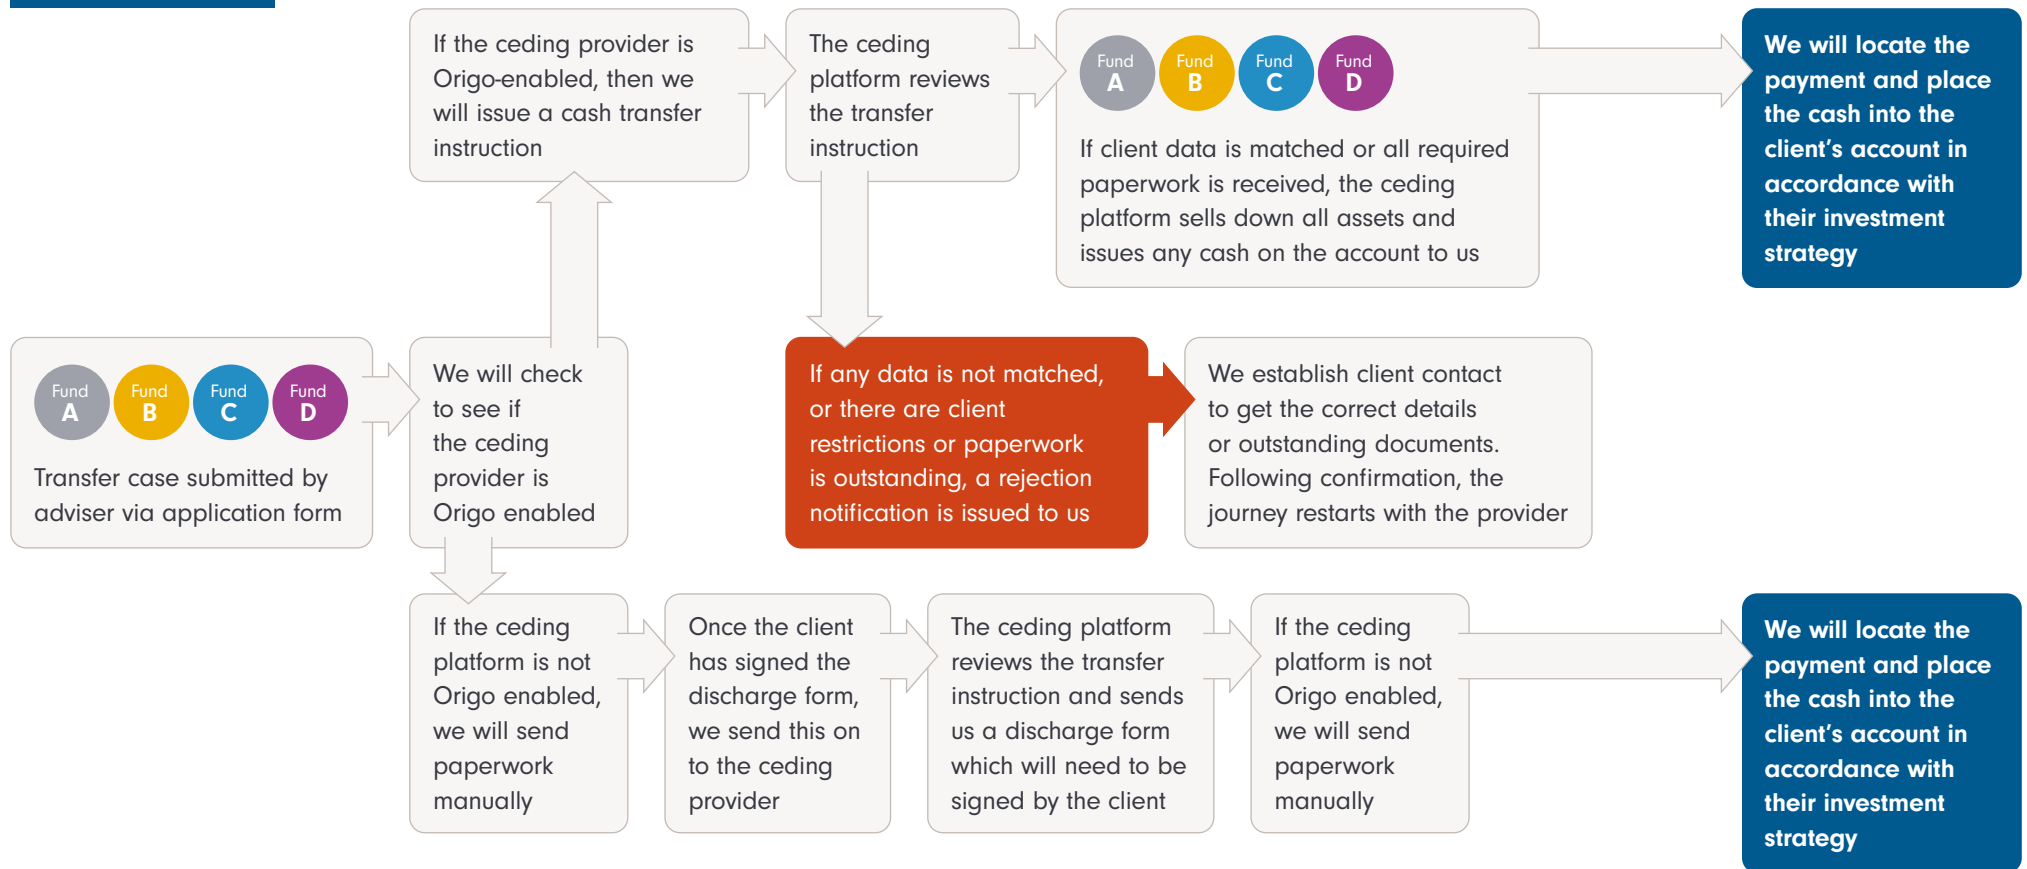 If the ceding provider is
Origo-enabled, then we
will issue a cash transfer
instruction
The ceding
platform reviews
the transfer
instruction
Fund A
Fund B
Fund C
Fund D
If client data is matched or all required
paperwork is received, the ceding
platform sells down all assets and
issues any cash on the account to us
We will locate the
payment and place
the cash into the
client's account in
accordance with
their investment
strategy
Fund A
Fund B
Fund C
Fund D
Transfer case submitted by
adviser via application form
We will check
to see if
the ceding
provider is
Origo enabled
If any data is not matched,
or there are client
restrictions or paperwork
is outstanding, a rejection
notification is issued to us
We establish client contact
to get the correct details
or outstanding documents.
Following confirmation, the
journey restarts with the provider
If the ceding
platform is not
Origo enabled,
we will send
paperwork
manually
Once the client
has signed the
discharge form,
we send this on
to the ceding
provider
The ceding platform
reviews the transfer
instruction and sends
us a discharge form
which will need to be
signed by the client
If the ceding
platform is not
Origo enabled,
we will send
paperwork
manually
We will locate the
payment and place
the cash into the
client's account in
accordance with
their investment
strategy